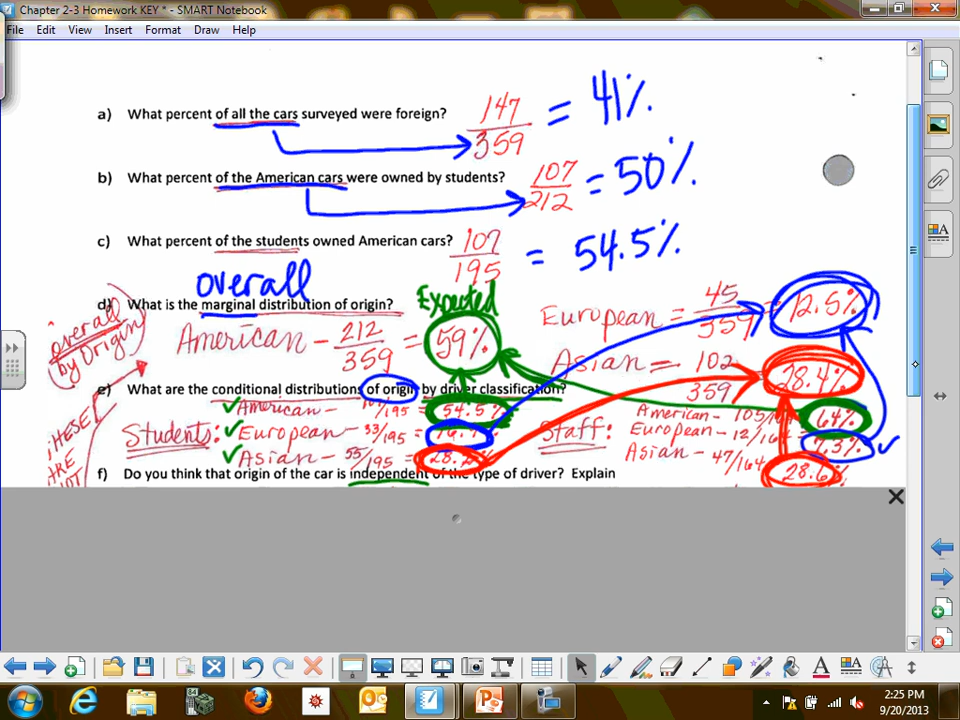 Chapter 2-3 Homework KEY * - SMART Notebook
File Edit View Insert Format Draw Help
a) What percent of all the cars surveyed were foreign? 147/359 = 41%
b) What percent of the American cars were owned by students? 107/212 = 50%
c) What percent of the students owned American cars? 107/195 = 54.5%
overall
d) What is the marginal distribution of origin?
Expected
European = 45/359 = 12.5%
overall by Origin
American - 212/359 = 59%
Asian = 102/359 = 28.4%
e) What are the conditional distributions of origin by driver classification?
THESE ARE NOT
Students:
American - 195 = 54.5%
European - 33/195 =
Asian - 55/195 =
Staff:
American - 105/ 64%
European - 12/164
Asian - 47/164 28.6%
f) Do you think that origin of the car is independent of the type of driver? Explain
2:25 PM
9/20/2013